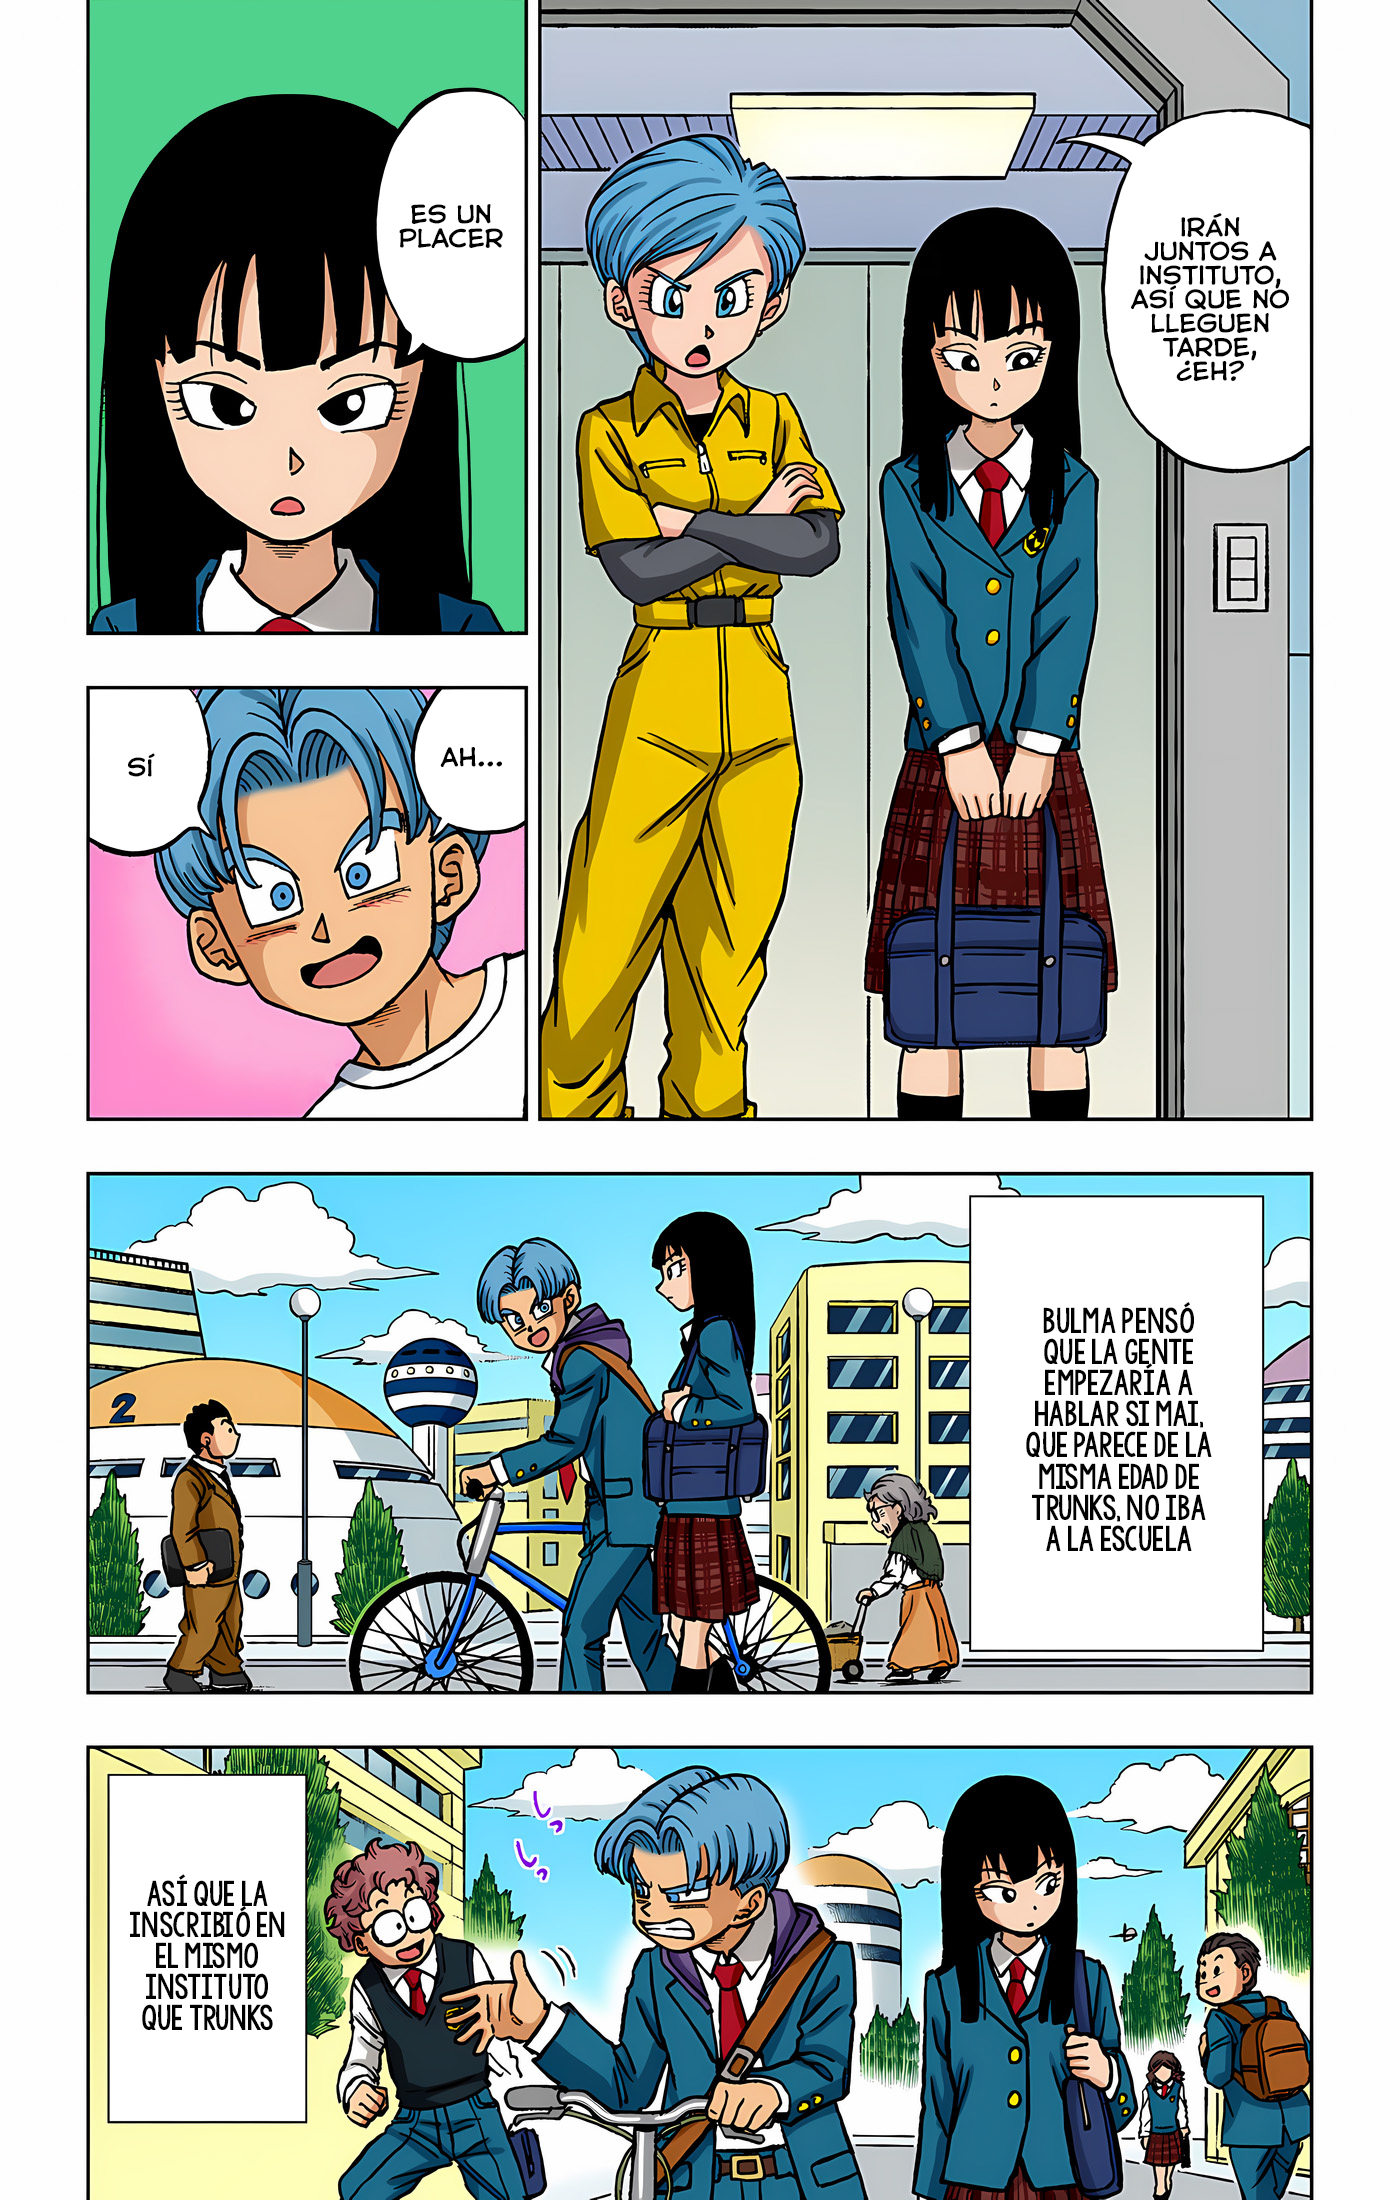 IRÁN
JUNTOS A
INSTITUTO,
ASÍ QUE NO
LLEGUEN
TARDE,
¿EH?
ES UN
PLACER
AH...
SÍ
BULMA PENSÓ
QUE LA GENTE
EMPEZARÍA A
HABLAR SI MAI,
QUE PARECE DE LA
MISMA EDAD DE
TRUNKS, NO IBA
A LA ESCUELA
2
ASÍ QUE LA
INSCRIBIÓ EN
EL MISMO
INSTITUTO
QUE TRUNKS
しっ
しっ